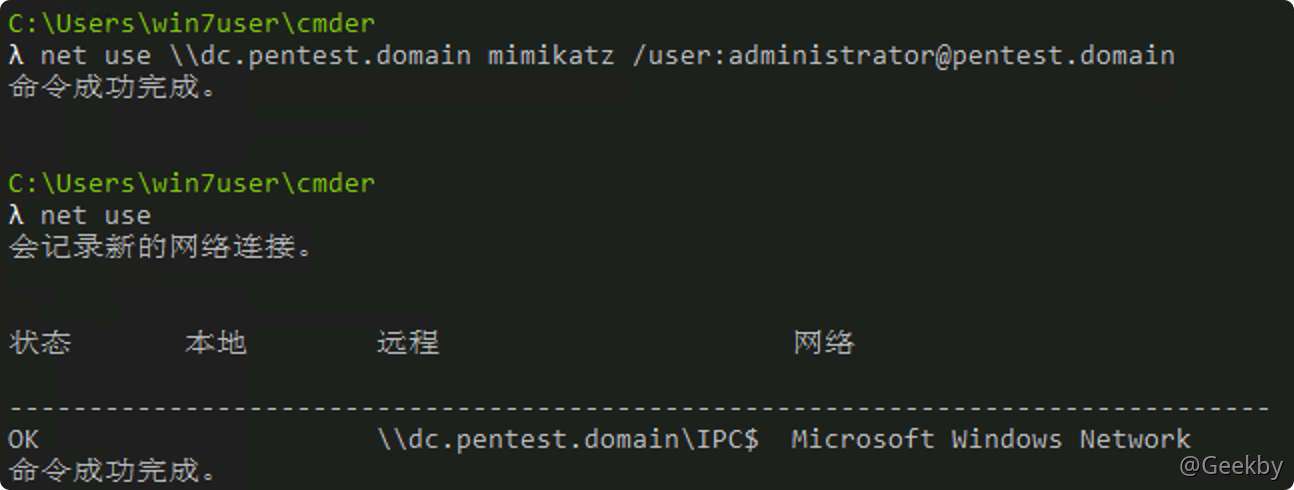 C:\Users\win7user\cmder
λ net use \\dc.pentest.domain mimikatz /user:administrator@pentest.domain
命令成功完成。
C:\Users\win7user\cmder
λ net use
会记录新的网络连接。
状态 本地 远程 网络
-------------------------------------------------------------------------------
OK \\dc.pentest.domain\IPC$ Microsoft Windows Network
命令成功完成。
@Geekby